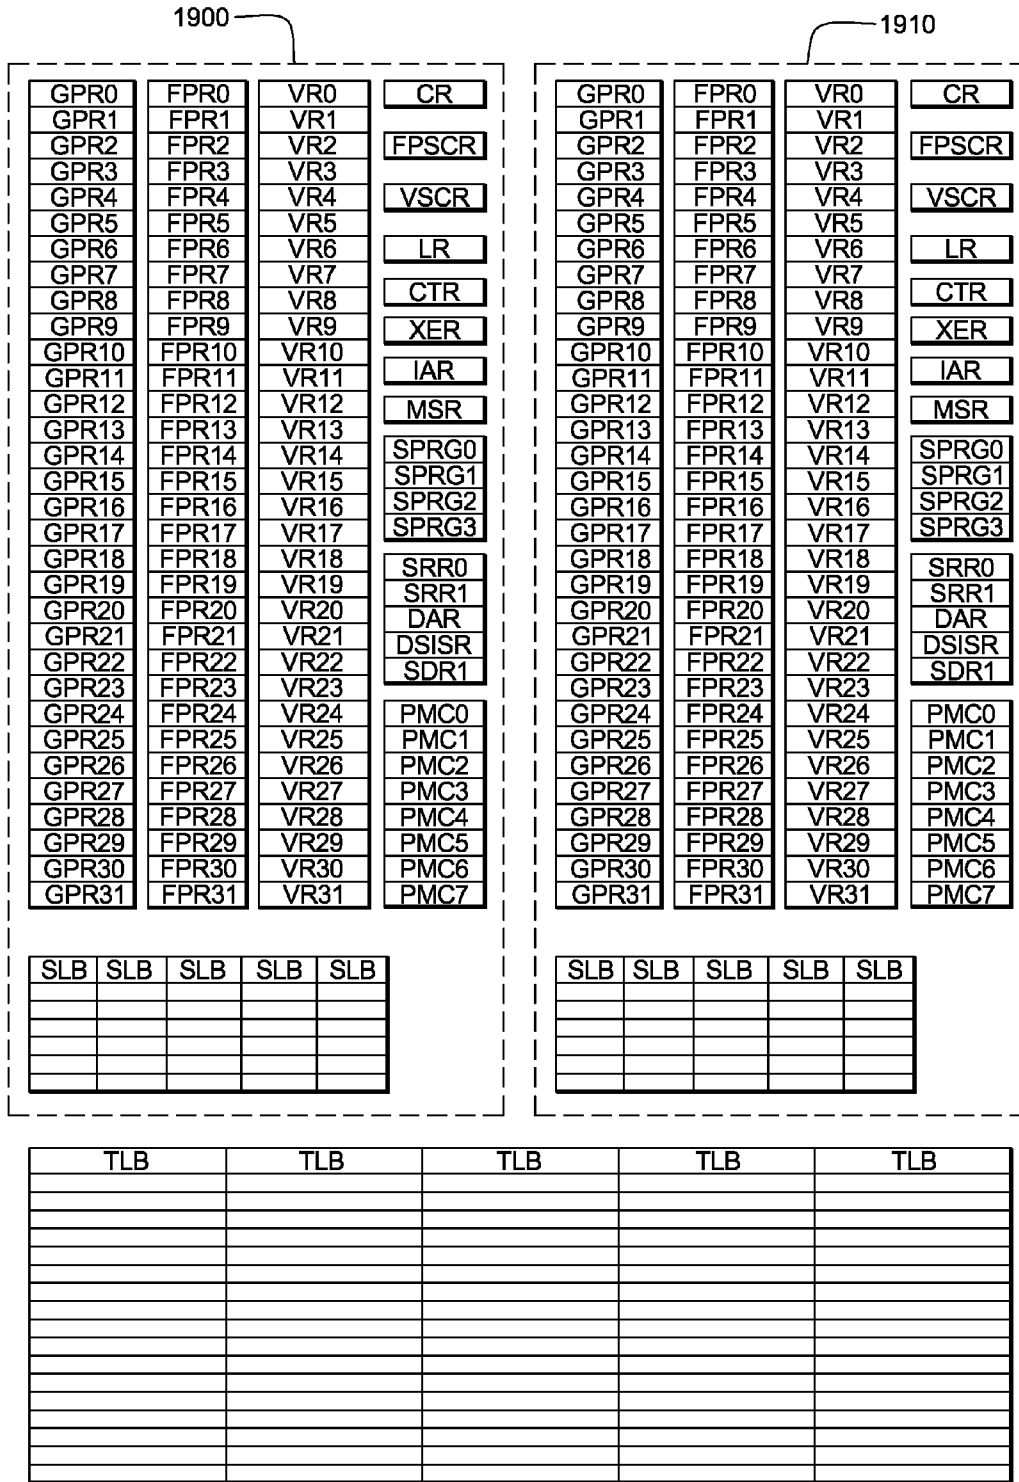 1900
1910
GPR0 FPR0 VR0 CR GPR0 FPR0 VR0 CR
GPR1 FPR1 VR1 GPR1 FPR1 VR1
GPR2 FPR2 VR2 FPSCR GPR2 FPR2 VR2 FPSCR
GPR3 FPR3 VR3 GPR3 FPR3 VR3
GPR4 FPR4 VR4 VSCR GPR4 FPR4 VR4 VSCR
GPR5 FPR5 VR5 GPR5 FPR5 VR5
GPR6 FPR6 VR6 LR GPR6 FPR6 VR6 LR
GPR7 FPR7 VR7 GPR7 FPR7 VR7
GPR8 FPR8 VR8 CTR GPR8 FPR8 VR8 CTR
GPR9 FPR9 VR9 XER GPR9 FPR9 VR9 XER
GPR10 FPR10 VR10 GPR10 FPR10 VR10
GPR11 FPR11 VR11 IAR GPR11 FPR11 VR11 IAR
GPR12 FPR12 VR12 MSR GPR12 FPR12 VR12 MSR
GPR13 FPR13 VR13 GPR13 FPR13 VR13
GPR14 FPR14 VR14 SPRG0 GPR14 FPR14 VR14 SPRG0
GPR15 FPR15 VR15 SPRG1 GPR15 FPR15 VR15 SPRG1
GPR16 FPR16 VR16 SPRG2 GPR16 FPR16 VR16 SPRG2
GPR17 FPR17 VR17 SPRG3 GPR17 FPR17 VR17 SPRG3
GPR18 FPR18 VR18 SRR0 GPR18 FPR18 VR18 SRR0
GPR19 FPR19 VR19 SRR1 GPR19 FPR19 VR19 SRR1
GPR20 FPR20 VR20 DAR GPR20 FPR20 VR20 DAR
GPR21 FPR21 VR21 DSISR GPR21 FPR21 VR21 DSISR
GPR22 FPR22 VR22 SDR1 GPR22 FPR22 VR22 SDR1
GPR23 FPR23 VR23 GPR23 FPR23 VR23
GPR24 FPR24 VR24 PMC0 GPR24 FPR24 VR24 PMC0
GPR25 FPR25 VR25 PMC1 GPR25 FPR25 VR25 PMC1
GPR26 FPR26 VR26 PMC2 GPR26 FPR26 VR26 PMC2
GPR27 FPR27 VR27 PMC3 GPR27 FPR27 VR27 PMC3
GPR28 FPR28 VR28 PMC4 GPR28 FPR28 VR28 PMC4
GPR29 FPR29 VR29 PMC5 GPR29 FPR29 VR29 PMC5
GPR30 FPR30 VR30 PMC6 GPR30 FPR30 VR30 PMC6
GPR31 FPR31 VR31 PMC7 GPR31 FPR31 VR31 PMC7
SLB SLB SLB SLB SLB SLB SLB SLB SLB SLB
TLB TLB TLB TLB TLB